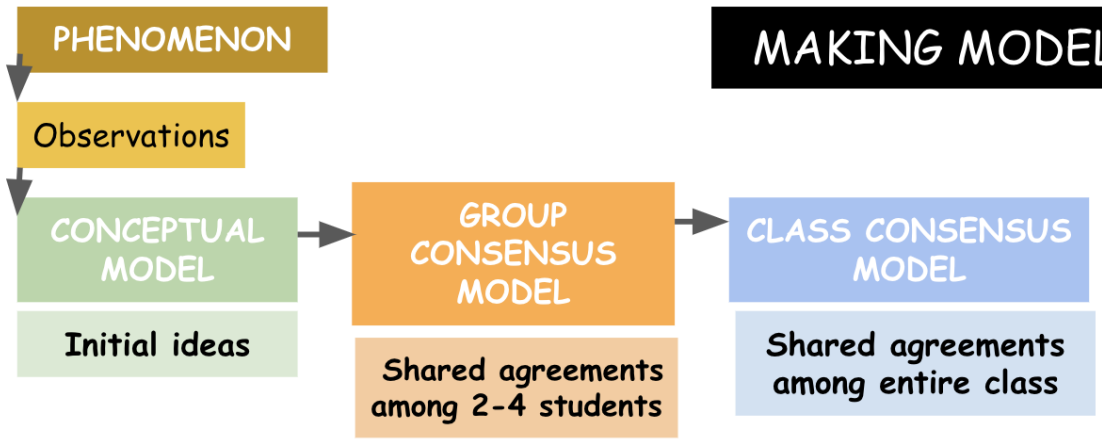 PHENOMENON
MAKING MODEL
Observations
CONCEPTUAL
MODEL
GROUP
CONSENSUS
MODEL
CLASS CONSENSUS
MODEL
Initial ideas
Shared agreements
among 2-4 students
Shared agreements
among entire class